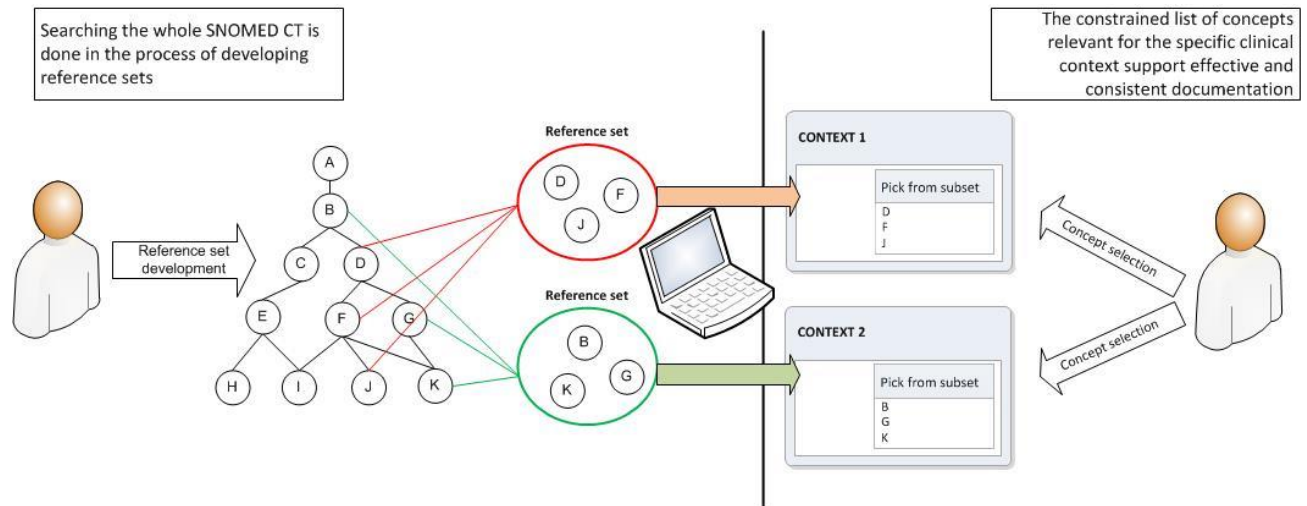 Searching the whole SNOMED CT is
done in the process of developing
reference sets
The constrained list of concepts
relevant for the specific clinical
context support effective and
consistent documentation
Reference set
development
A
B
C
D
E
F
G
H
I
J
K
Reference set
D
F
J
Reference set
B
K
G
CONTEXT 1
Pick from subset
D
F
J
CONTEXT 2
Pick from subset
B
G
K
Concept selection
Concept selection